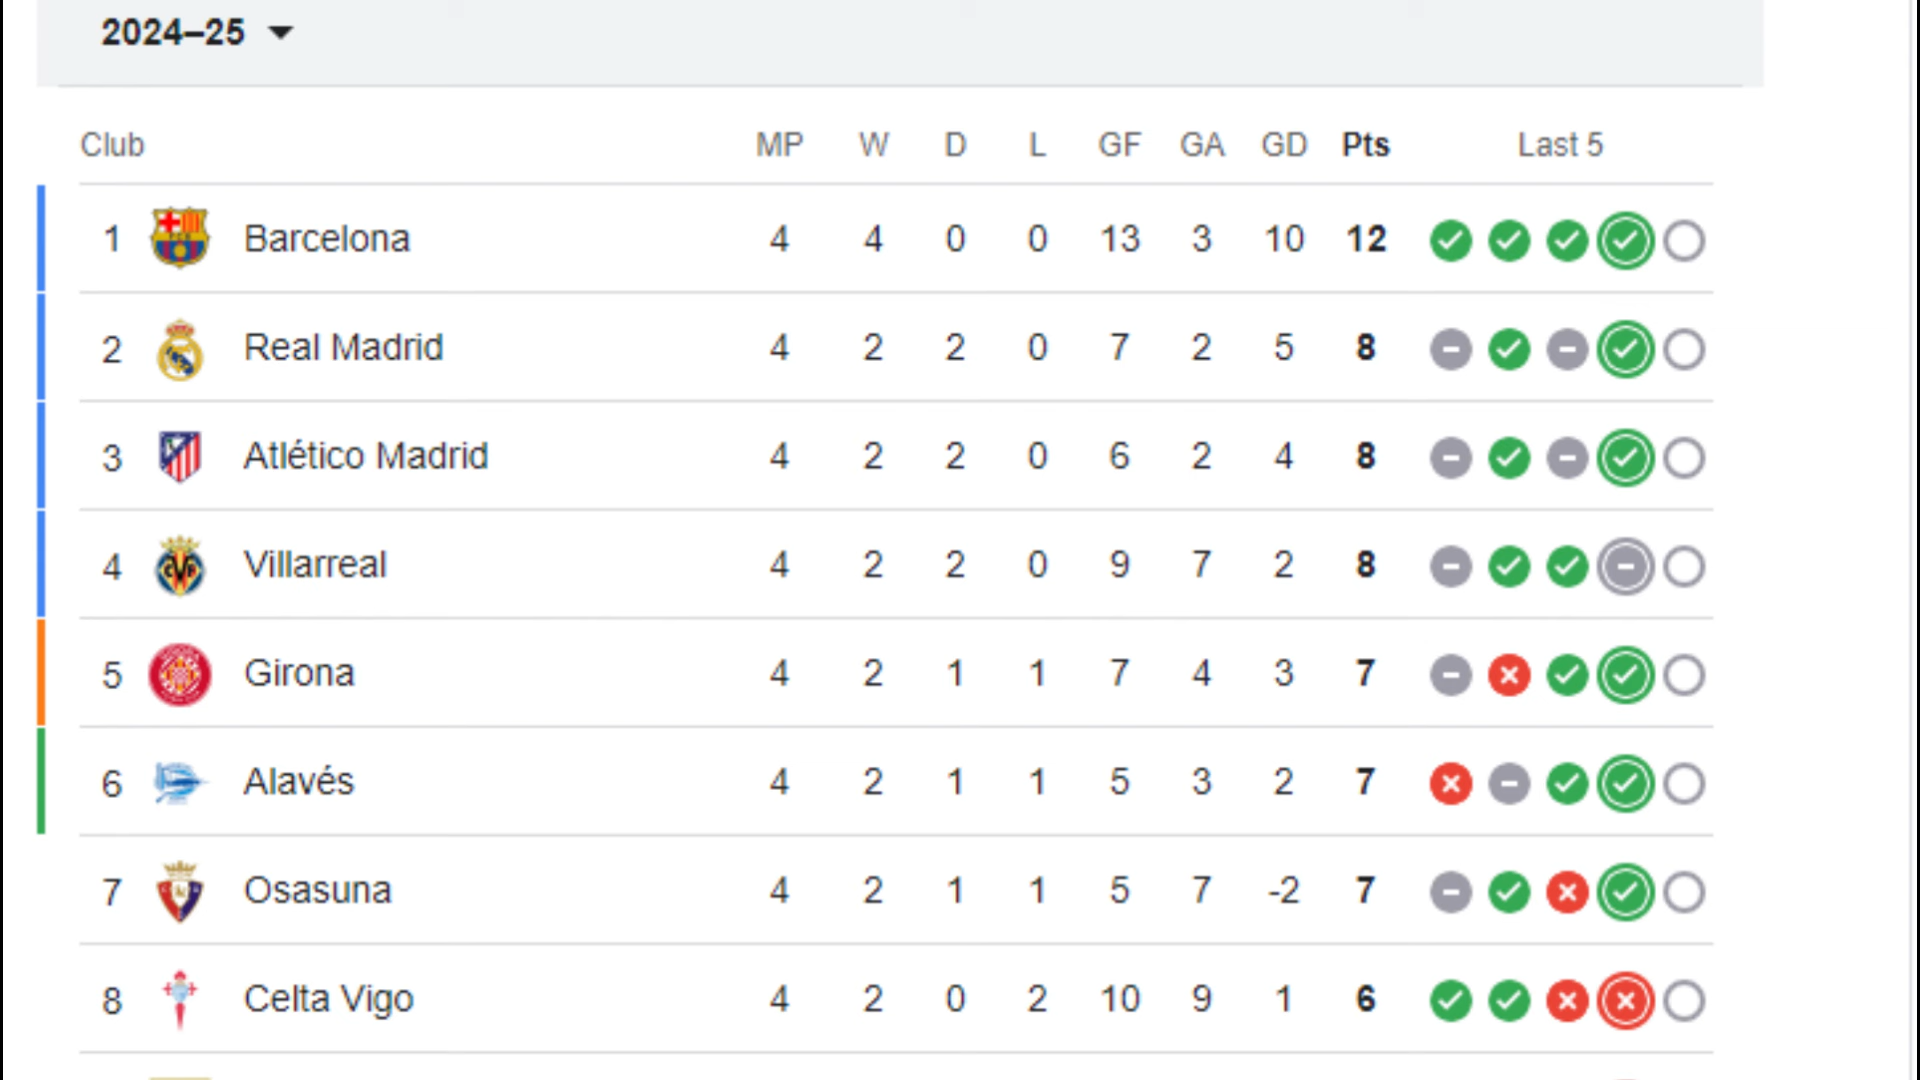 2024–25
Club MP W D L GF GA GD Pts Last 5
1 Barcelona 4 4 0 0 13 3 10 12
2 Real Madrid 4 2 2 0 7 2 5 8
3 Atlético Madrid 4 2 2 0 6 2 4 8
4 Villarreal 4 2 2 0 9 7 2 8
5 Girona 4 2 1 1 7 4 3 7
6 Alavés 4 2 1 1 5 3 2 7
7 Osasuna 4 2 1 1 5 7 -2 7
8 Celta Vigo 4 2 0 2 10 9 1 6